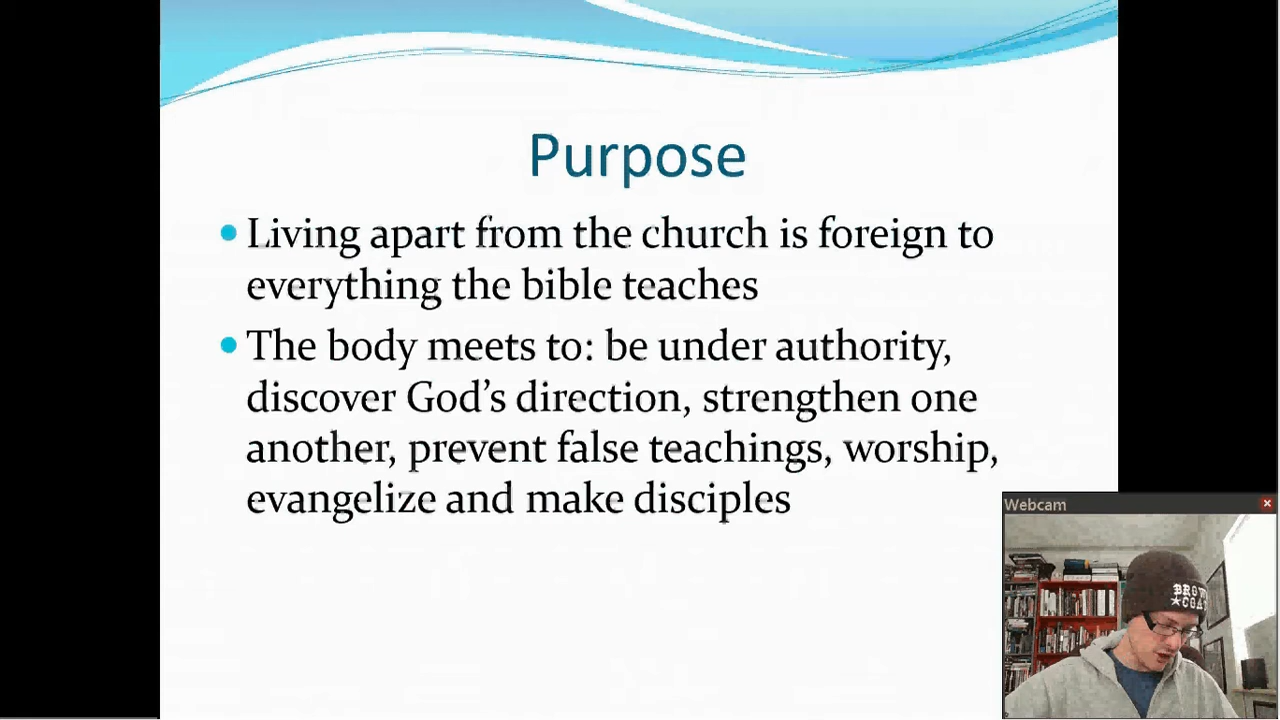 Purpose
• Living apart from the church is foreign to
everything the bible teaches
• The body meets to: be under authority,
discover God's direction, strengthen one
another, prevent false teachings, worship,
evangelize and make disciples
Webcam